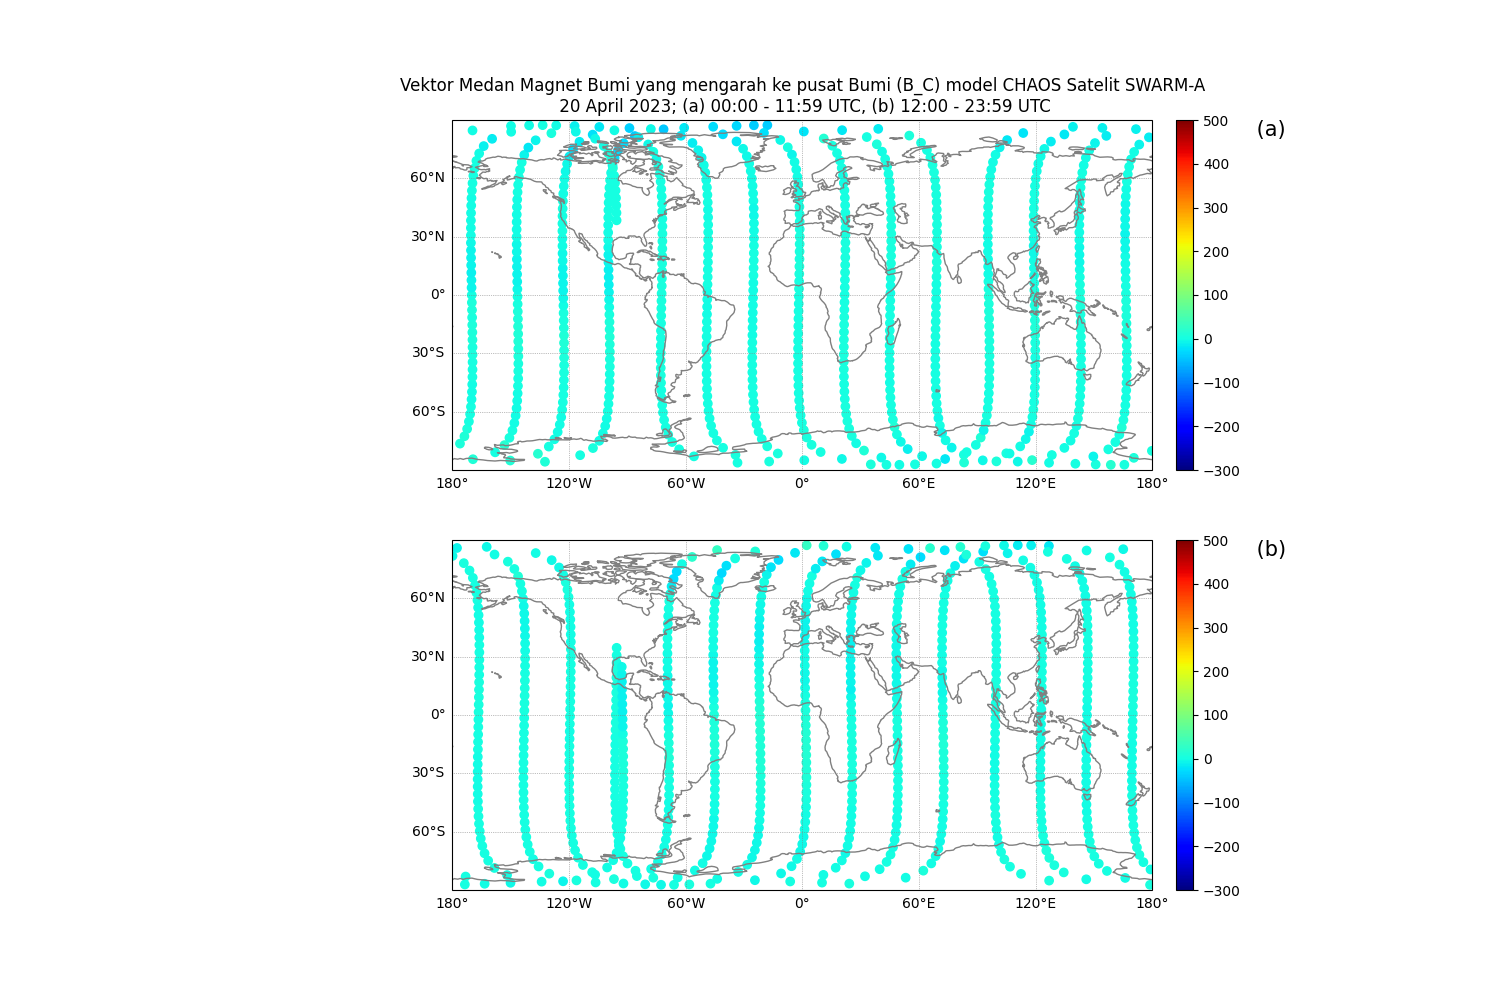 Vektor Medan Magnet Bumi yang mengarah ke pusat Bumi (B_C) model CHAOS Satelit SWARM-A
20 April 2023; (a) 00:00 - 11:59 UTC, (b) 12:00 - 23:59 UTC
(a)
60°N
30°N
0°
30°S
60°S
180° 120°W 60°W 0° 60°E 120°E 180°
500
400
300
200
100
0
−100
−200
−300
(b)
60°N
30°N
0°
30°S
60°S
180° 120°W 60°W 0° 60°E 120°E 180°
500
400
300
200
100
0
−100
−200
−300